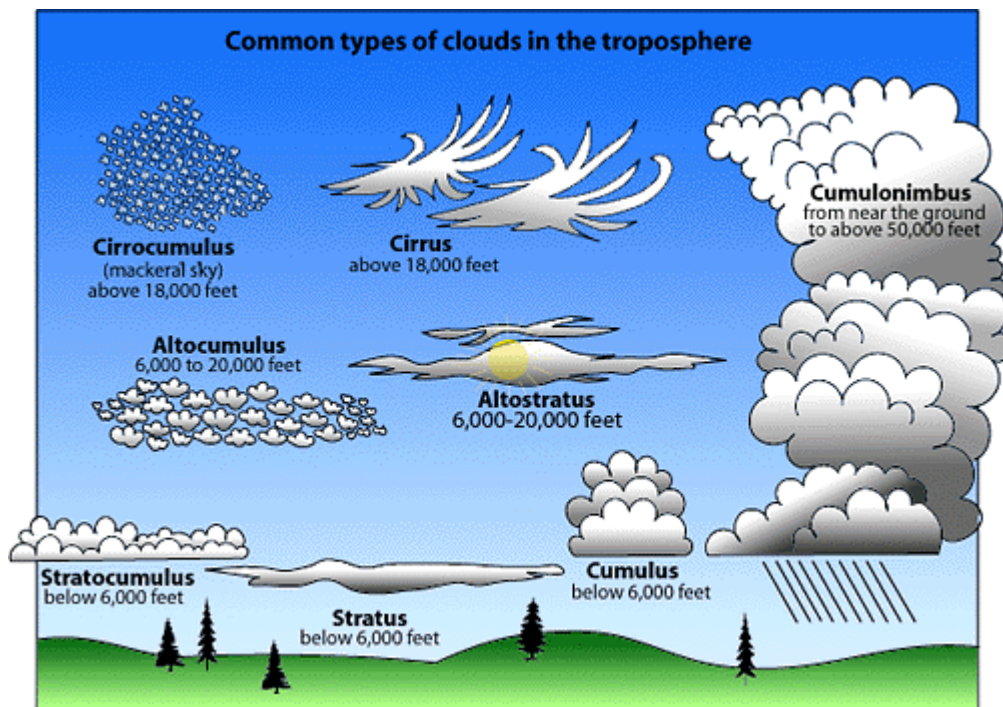 Common types of clouds in the troposphere
Cirrocumulus
(mackeral sky)
above 18,000 feet
Cirrus
above 18,000 feet
Cumulonimbus
from near the ground
to above 50,000 feet
Altocumulus
6,000 to 20,000 feet
Altostratus
6,000-20,000 feet
Stratocumulus
below 6,000 feet
Stratus
below 6,000 feet
Cumulus
below 6,000 feet